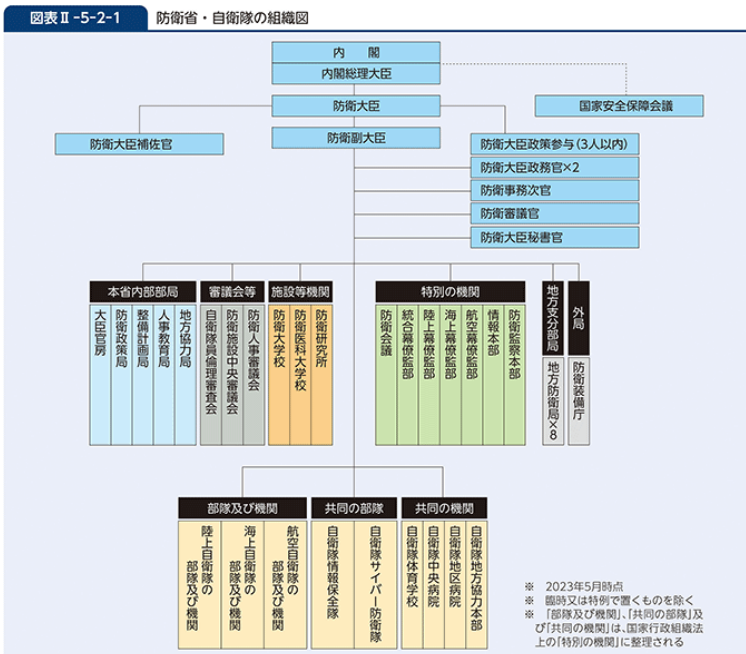 図表Ⅱ-5-2-1 防衛省・自衛隊の組織図
内 閣
内閣総理大臣
防衛大臣
国家安全保障会議
防衛大臣補佐官
防衛副大臣
防衛大臣政策参与(3人以内)
防衛大臣政務官×2
防衛事務次官
防衛審議官
防衛大臣秘書官
本省内部部局
大臣官房
防衛政策局
整備計画局
人事教育局
地方協力局
審議会等
自衛隊員倫理審査会
防衛施設中央審議会
防衛人事審議会
施設等機関
防衛大学校
防衛医科大学校
防衛研究所
特別の機関
防衛会議
統合幕僚監部
陸上幕僚監部
海上幕僚監部
航空幕僚監部
情報本部
防衛監察本部
地方支分部局
地方防衛局×8
外局
防衛装備庁
部隊及び機関
陸上自衛隊の
部隊及び機関
海上自衛隊の
部隊及び機関
航空自衛隊の
部隊及び機関
共同の部隊
自衛隊情報保全隊
自衛隊サイバー防衛隊
共同の機関
自衛隊体育学校
自衛隊中央病院
自衛隊地区病院
自衛隊地方協力本部
※ 2023年5月時点
※ 臨時又は特例で置くものを除く
※ 「部隊及び機関」、「共同の部隊」及
び「共同の機関」は、国家行政組織法
上の「特別の機関」に整理される